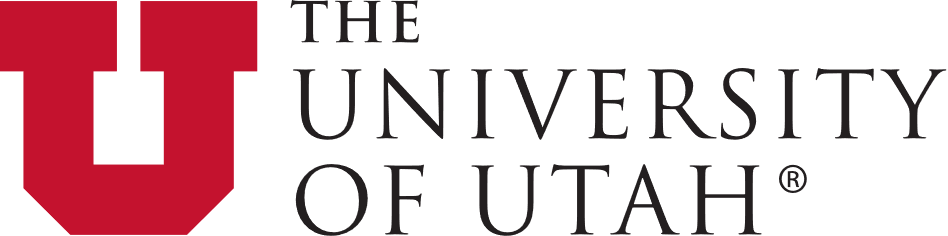 U
THE
UNIVERSITY
OF UTAH®